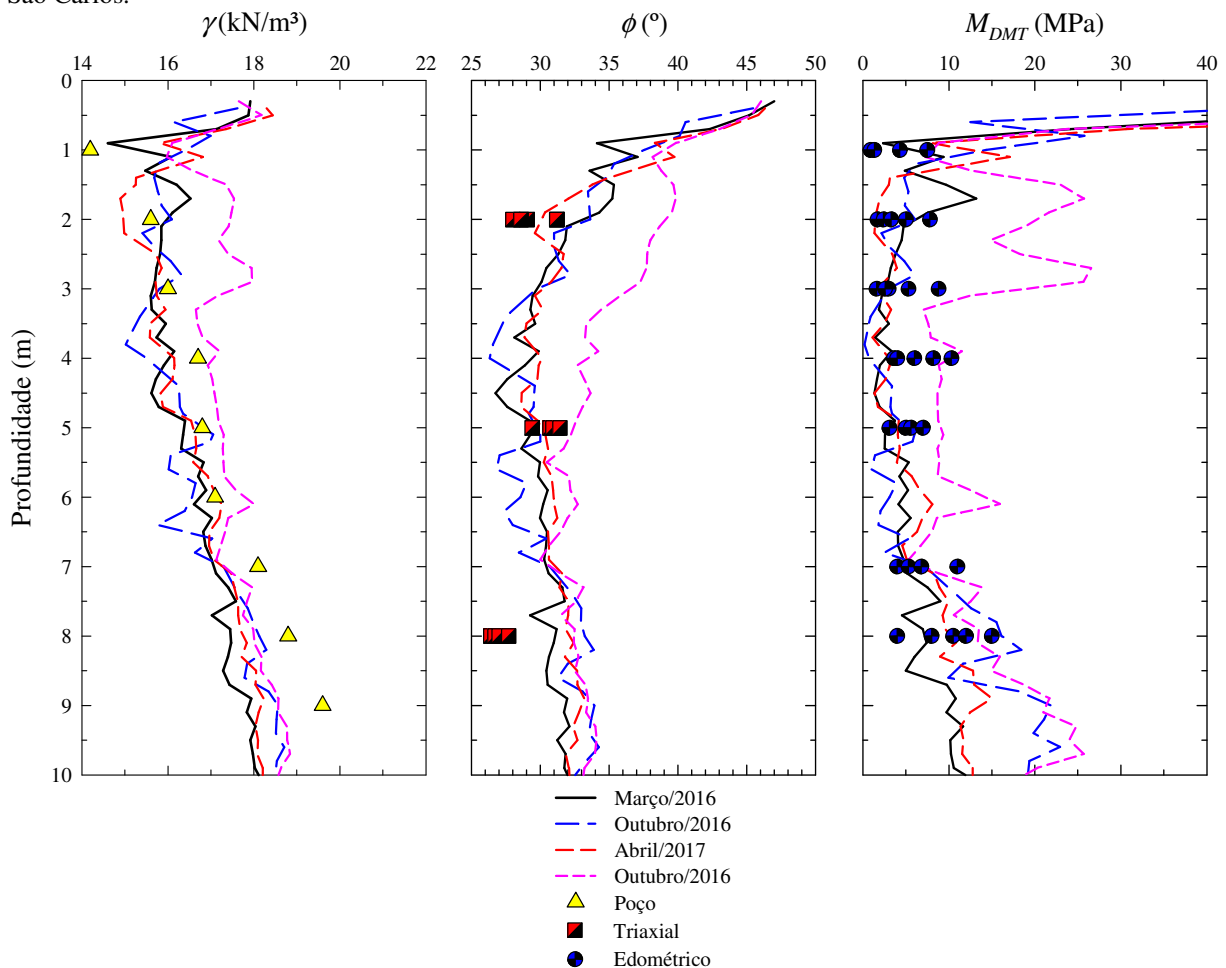 São Carlos.
γ (kN/m³)
ϕ (º)
M_DMT (MPa)
14 16 18 20 22
25 30 35 40 45 50
0 10 20 30 40
Profundidade (m)
0
1
2
3
4
5
6
7
8
9
10
Março/2016
Outubro/2016
Abril/2017
Outubro/2016
Poço
Triaxial
Edométrico